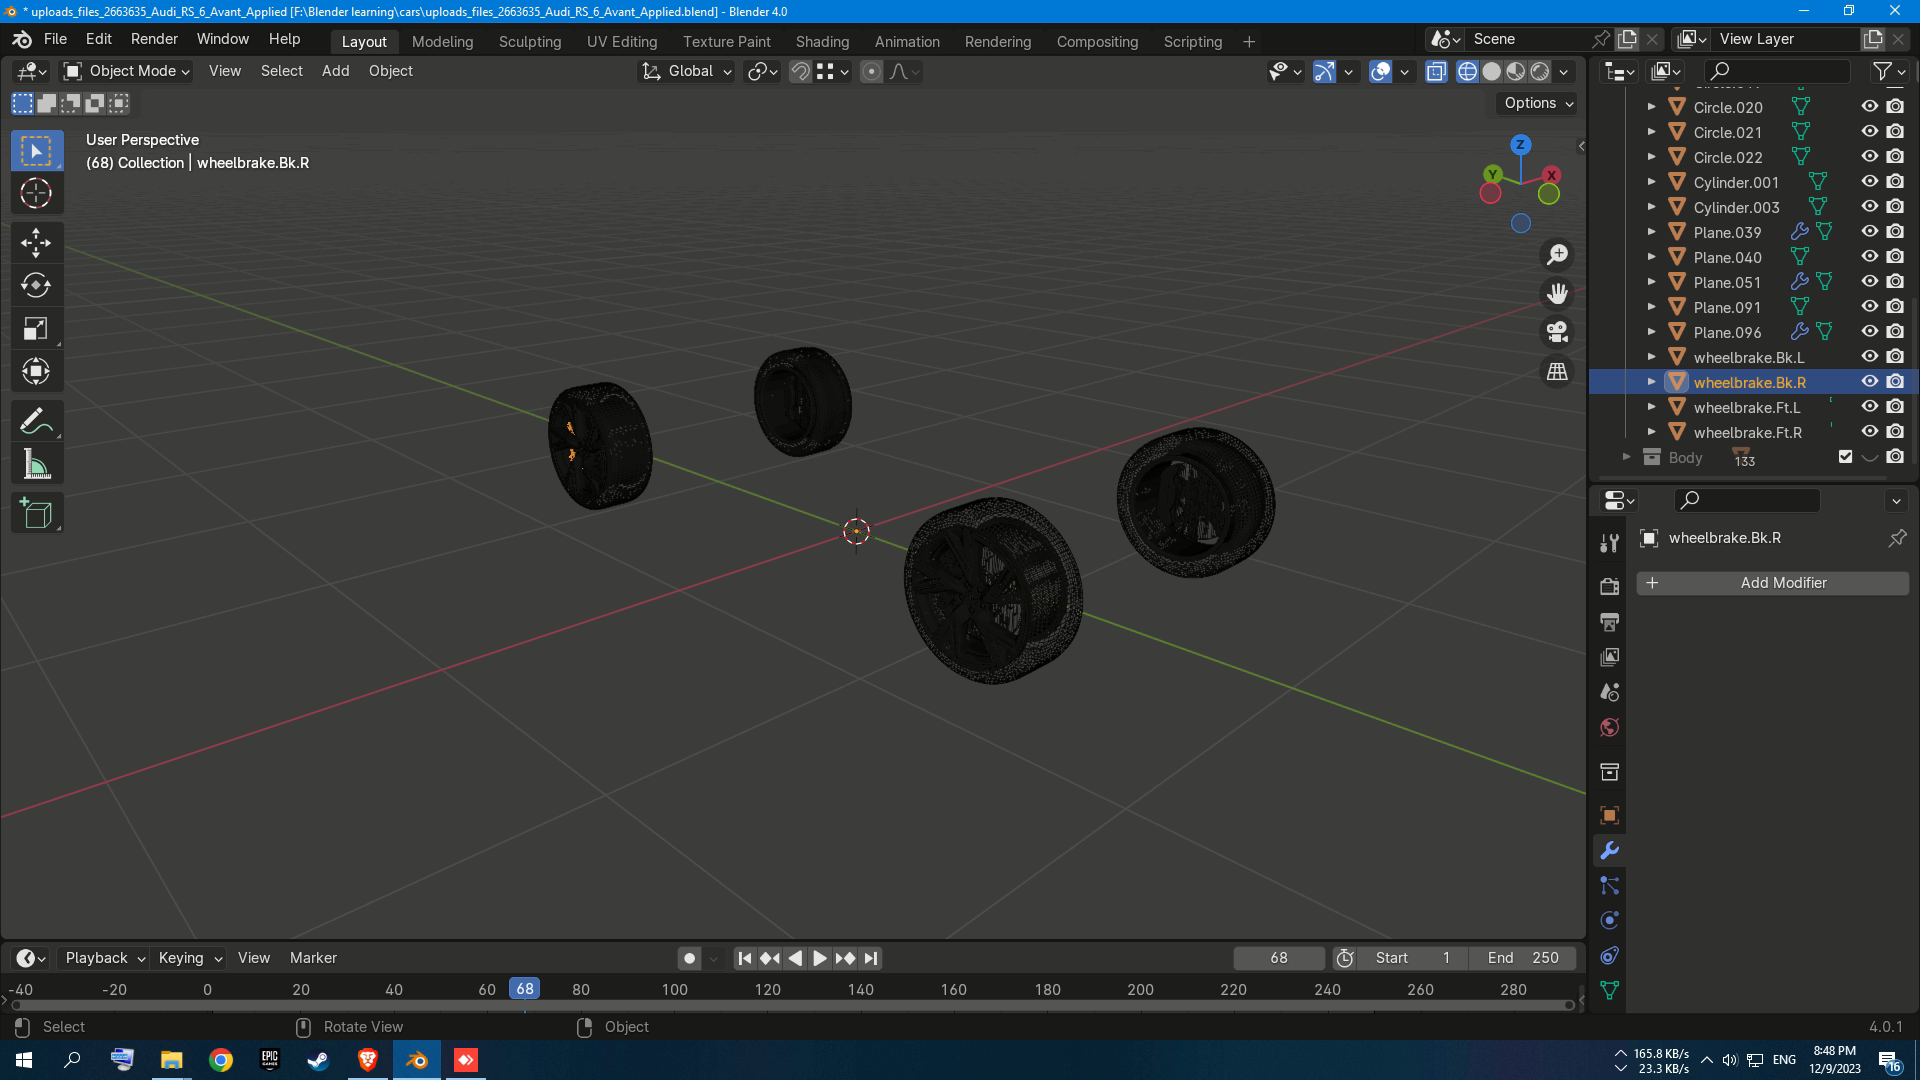 * uploads_files_2663635_Audi_RS_6_Avant_Applied [F:\Blender learning\cars\uploads_files_2663635_Audi_RS_6_Avant_Applied.blend] - Blender 4.0
File Edit Render Window Help
Layout Modeling Sculpting UV Editing Texture Paint Shading Animation Rendering Compositing Scripting
Scene
View Layer
Object Mode View Select Add Object
Global
Options
User Perspective
(68) Collection | wheelbrake.Bk.R
Z
Y
X
Circle.020
Circle.021
Circle.022
Cylinder.001
Cylinder.003
Plane.039
Plane.040
Plane.051
Plane.091
Plane.096
wheelbrake.Bk.L
wheelbrake.Bk.R
wheelbrake.Ft.L
wheelbrake.Ft.R
Body 133
wheelbrake.Bk.R
+ Add Modifier
Playback Keying View Marker
68
Start 1
End 250
-40 -20 0 20 40 60 68 80 100 120 140 160 180 200 220 240 260 280
Select
Rotate View
Object
4.0.1
EPIC GAMES
165.8 KB/s
23.3 KB/s
ENG
8:48 PM
12/9/2023
16